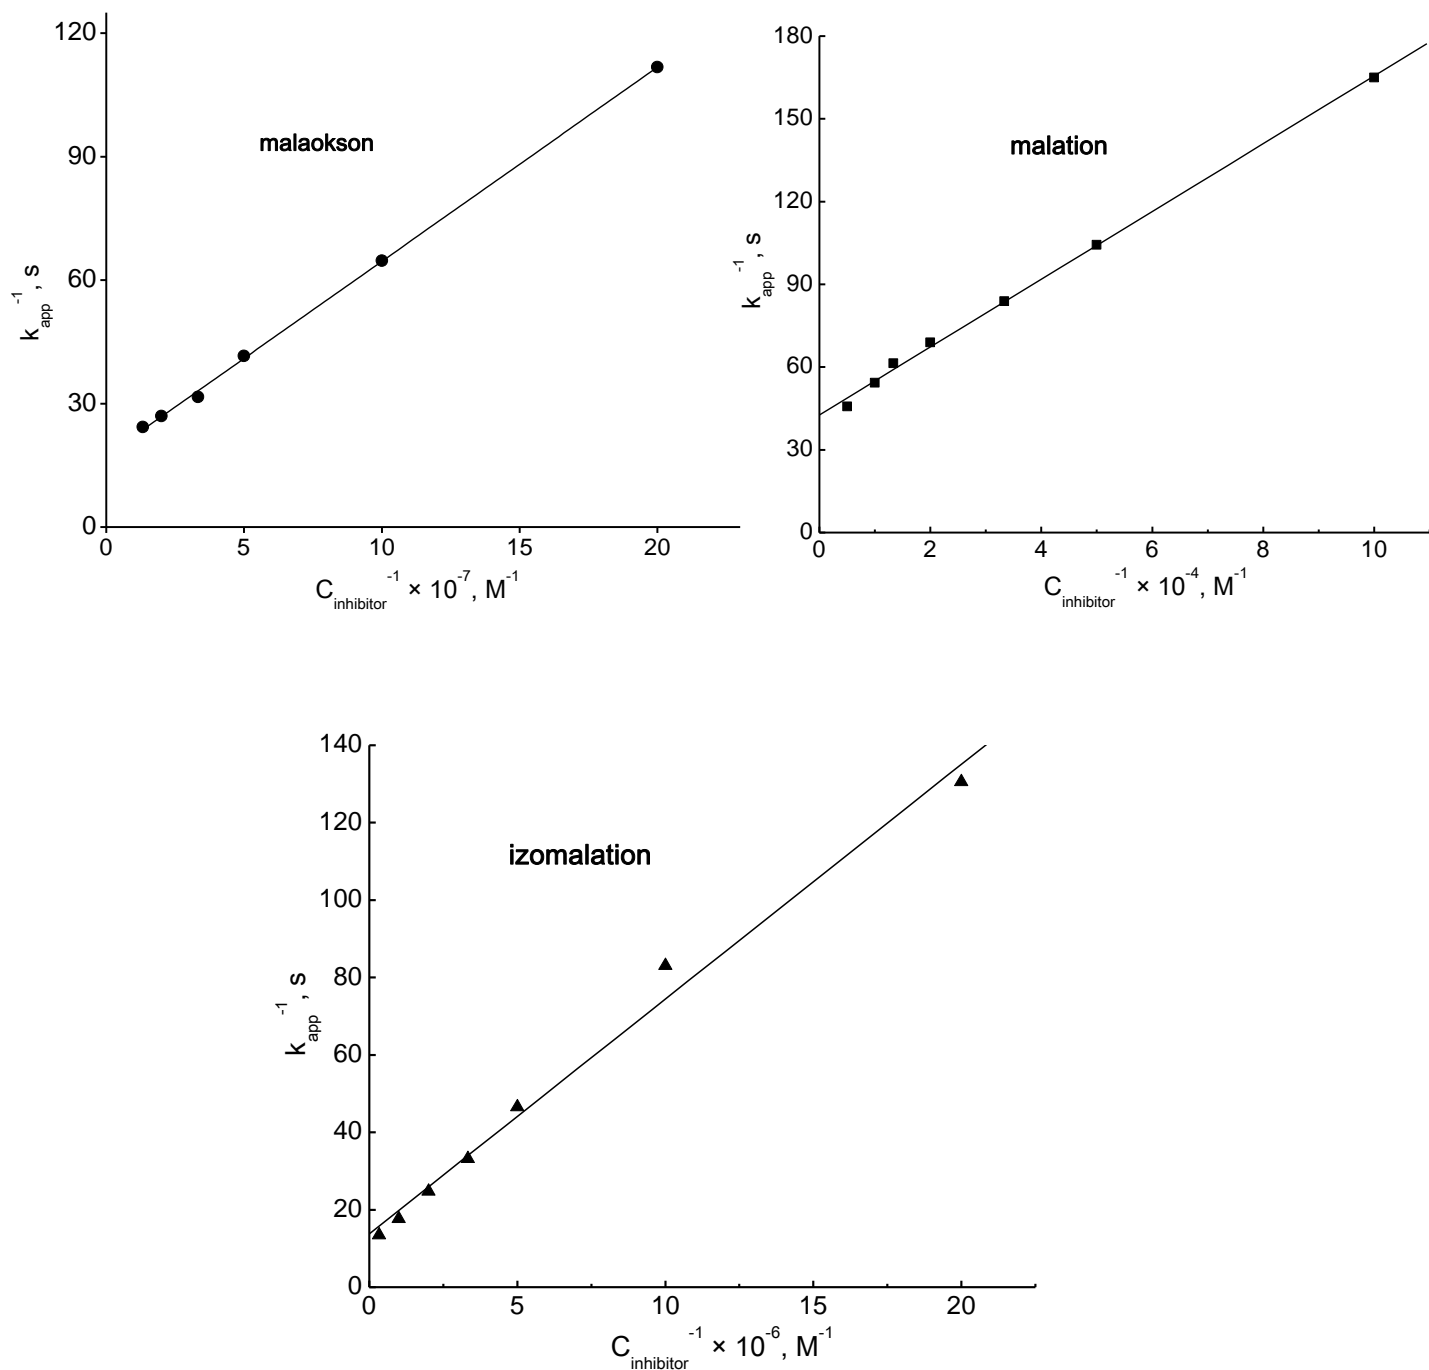 120
90
60
30
0
malaokson
k_app^-1, s
0 5 10 15 20
C_inhibitor^-1 × 10^-7, M^-1
180
150
120
90
60
30
0
malation
k_app^-1, s
0 2 4 6 8 10
C_inhibitor^-1 × 10^-4, M^-1
140
120
100
80
60
40
20
0
izomalation
k_app^-1, s
0 5 10 15 20
C_inhibitor^-1 × 10^-6, M^-1